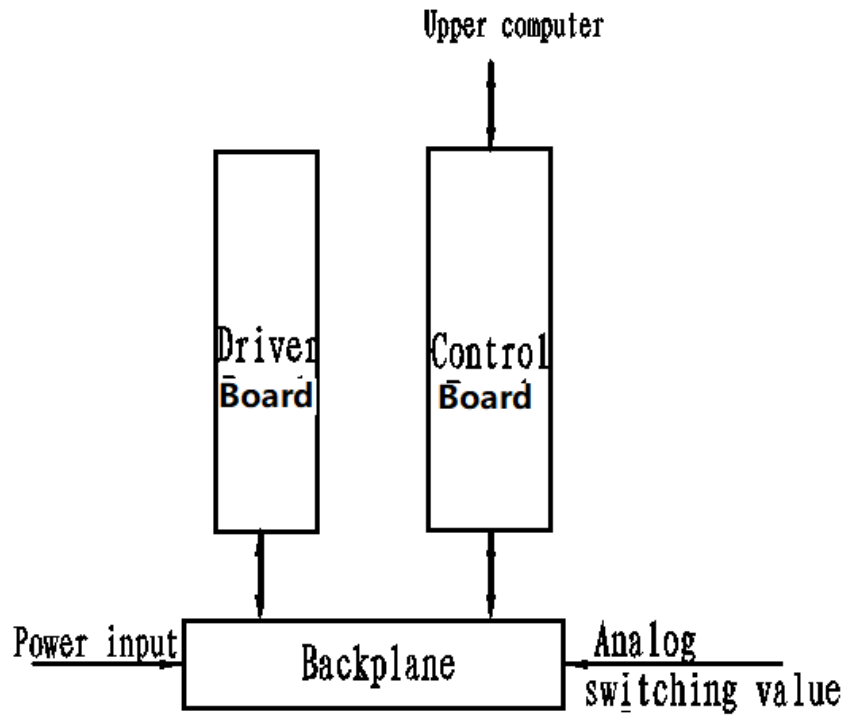 Upper computer
Driver
Board
Control
Board
Power input
Backplane
Analog
switching value